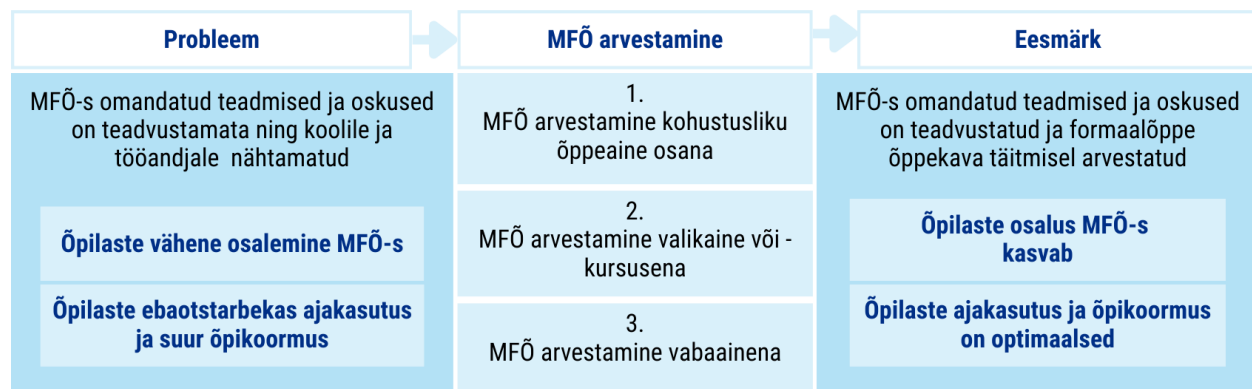 Probleem
MFÕ-s omandatud teadmised ja oskused
on teadvustamata ning koolile ja
tööandjale nähtamatud
Õpilaste vähene osalemine MFÕ-s
Õpilaste ebaotstarbekas ajakasutus
ja suur õpikoormus
MFÕ arvestamine
1.
MFÕ arvestamine kohustusliku
õppeaine osana
2.
MFÕ arvestamine valikaine või -
kursusena
3.
MFÕ arvestamine vabaainena
Eesmärk
MFÕ-s omandatud teadmised ja oskused
on teadvustatud ja formaalõppe
õppekava täitmisel arvestatud
Õpilaste osalus MFÕ-s
kasvab
Õpilaste ajakasutus ja õpikoormus
on optimaalsed